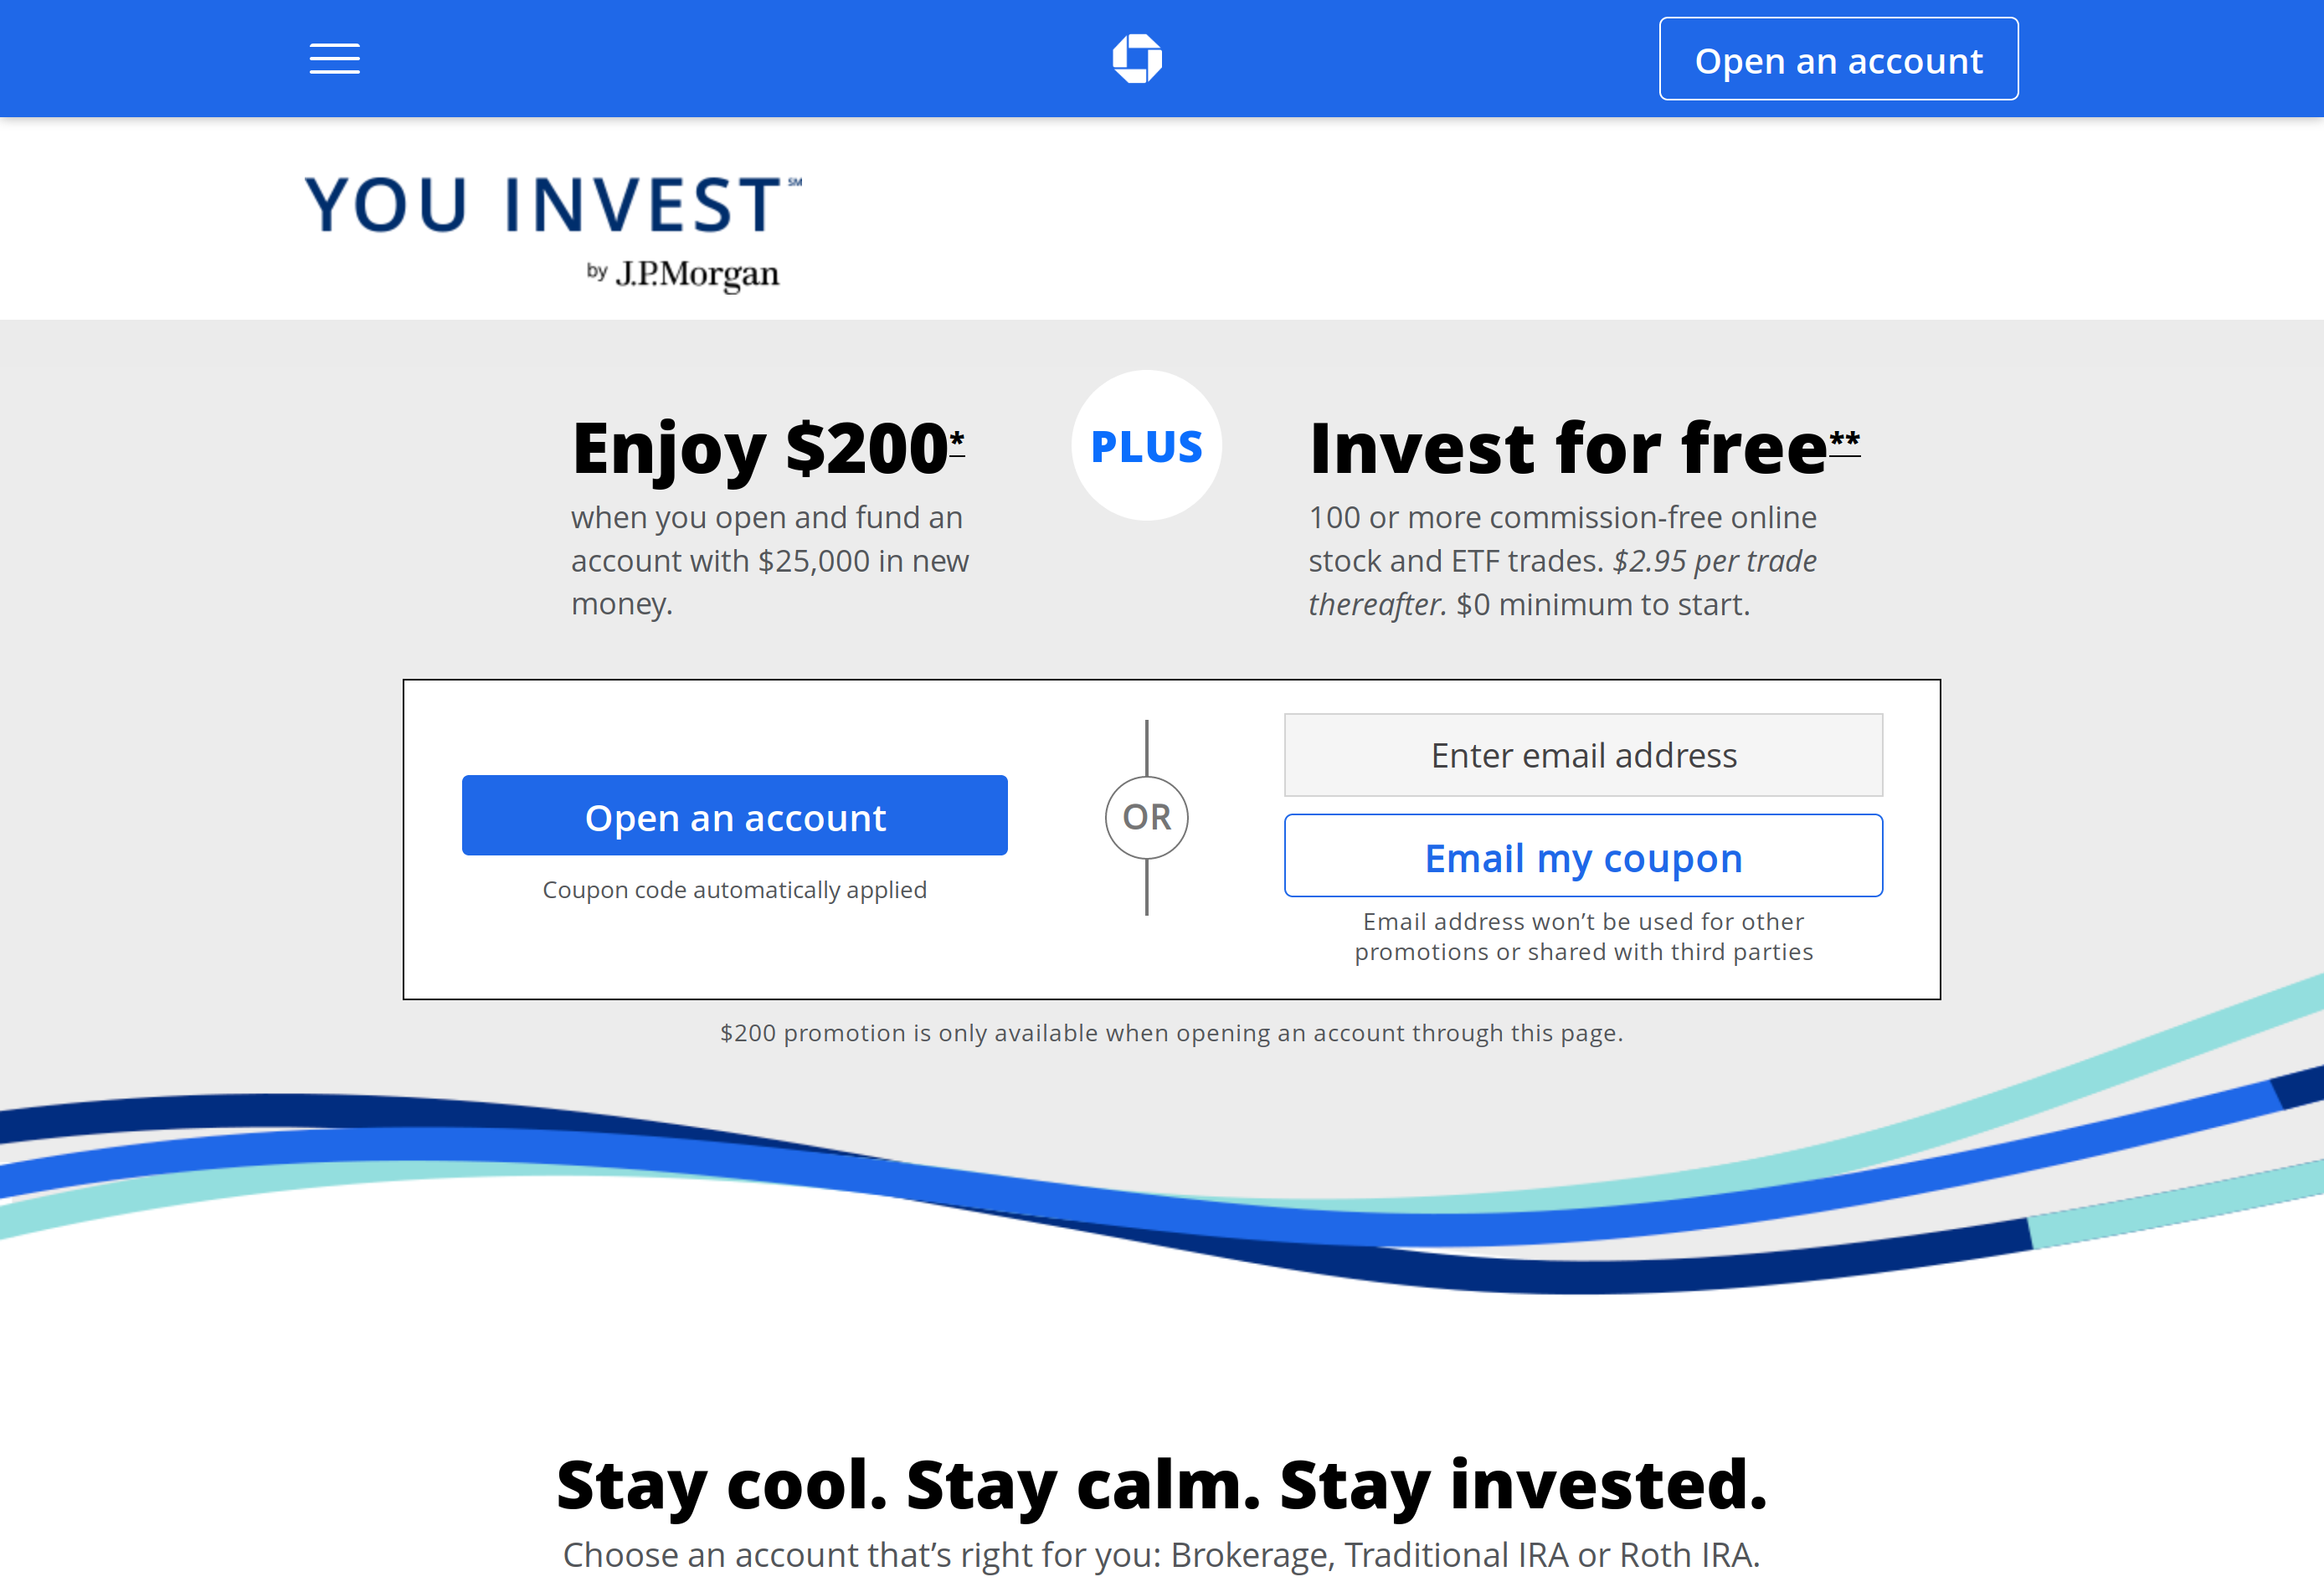 Open an account
YOU INVEST℠
by J.P.Morgan
Enjoy $200*
when you open and fund an
account with $25,000 in new
money.
PLUS
Invest for free**
100 or more commission-free online
stock and ETF trades. $2.95 per trade
thereafter. $0 minimum to start.
Open an account
Coupon code automatically applied
OR
Enter email address
Email my coupon
Email address won’t be used for other
promotions or shared with third parties
$200 promotion is only available when opening an account through this page.
Stay cool. Stay calm. Stay invested.
Choose an account that’s right for you: Brokerage, Traditional IRA or Roth IRA.